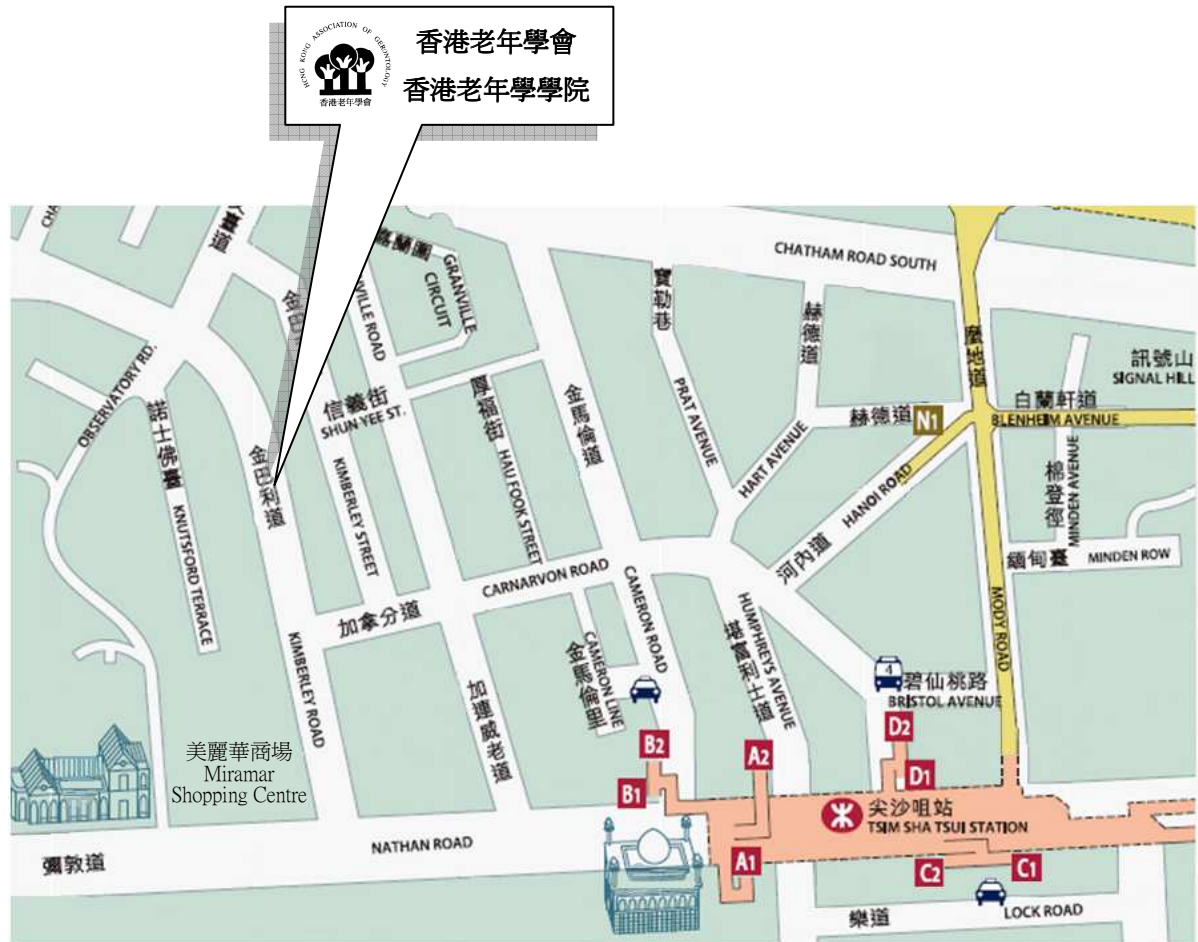 HONG KONG ASSOCIATION OF GERONTOLOGY
香港老年學會
香港老年學會
香港老年學學院
CHA
臺道
嘉蘭圍
GRANVILLE
CIRCUIT
VILLE ROAD
金巴利
寶勒巷
CHATHAM ROAD SOUTH
赫德道
麼地道
訊號山
SIGNAL HILL
OBSERVATORY RD.
諾士佛臺
KNUTSFORD TERRACE
金巴利道
信義街
SHUN YEE ST.
KIMBERLEY STREET
厚福街
HAU FOOK STREET
金馬倫道
PRAT AVENUE
HART AVENUE
赫德道
N1
白蘭軒道
BLENHEIM AVENUE
棉登徑
MINDEN AVENUE
HANOI ROAD
河內道
緬甸臺
MINDEN ROW
CARNARVON ROAD
加拿分道
KIMBERLEY ROAD
CAMERON ROAD
CAMERON LINE
金馬倫里
HUMPHREYS AVENUE
堪富利士道
MODY ROAD
4
碧仙桃路
BRISTOL AVENUE
加連威老道
美麗華商場
Miramar
Shopping Centre
B2
B1
A2
D2
D1
尖沙咀站
TSIM SHA TSUI STATION
彌敦道
NATHAN ROAD
A1
C2
C1
樂道
LOCK ROAD